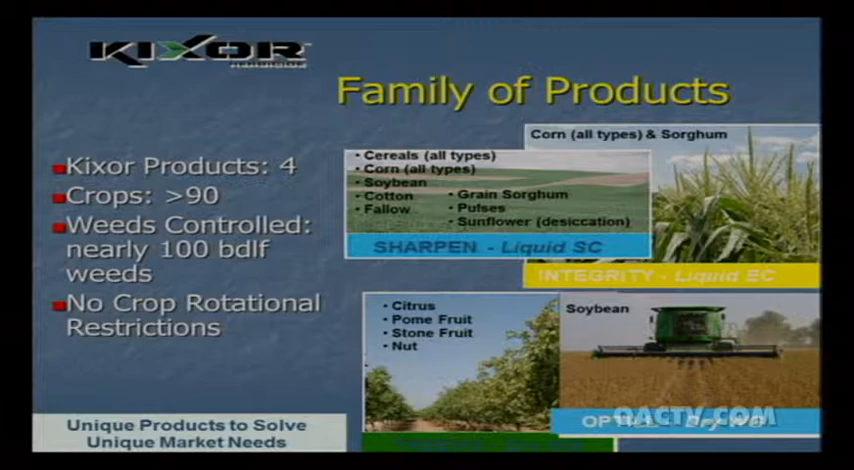 KIXOR
Family of Products
Kixor Products: 4
Crops: >90
Weeds Controlled:
nearly 100 bdlf
weeds
No Crop Rotational
Restrictions
Unique Products to Solve
Unique Market Needs
• Cereals (all types)
• Corn (all types)
• Soybean
• Cotton
• Fallow
• Grain Sorghum
• Pulses
• Sunflower (desiccation)
SHARPEN - Liquid SC
Corn (all types) & Sorghum
INTEGRITY - Liquid EC
• Citrus
• Pome Fruit
• Stone Fruit
• Nut
Soybean
QACTV.COM